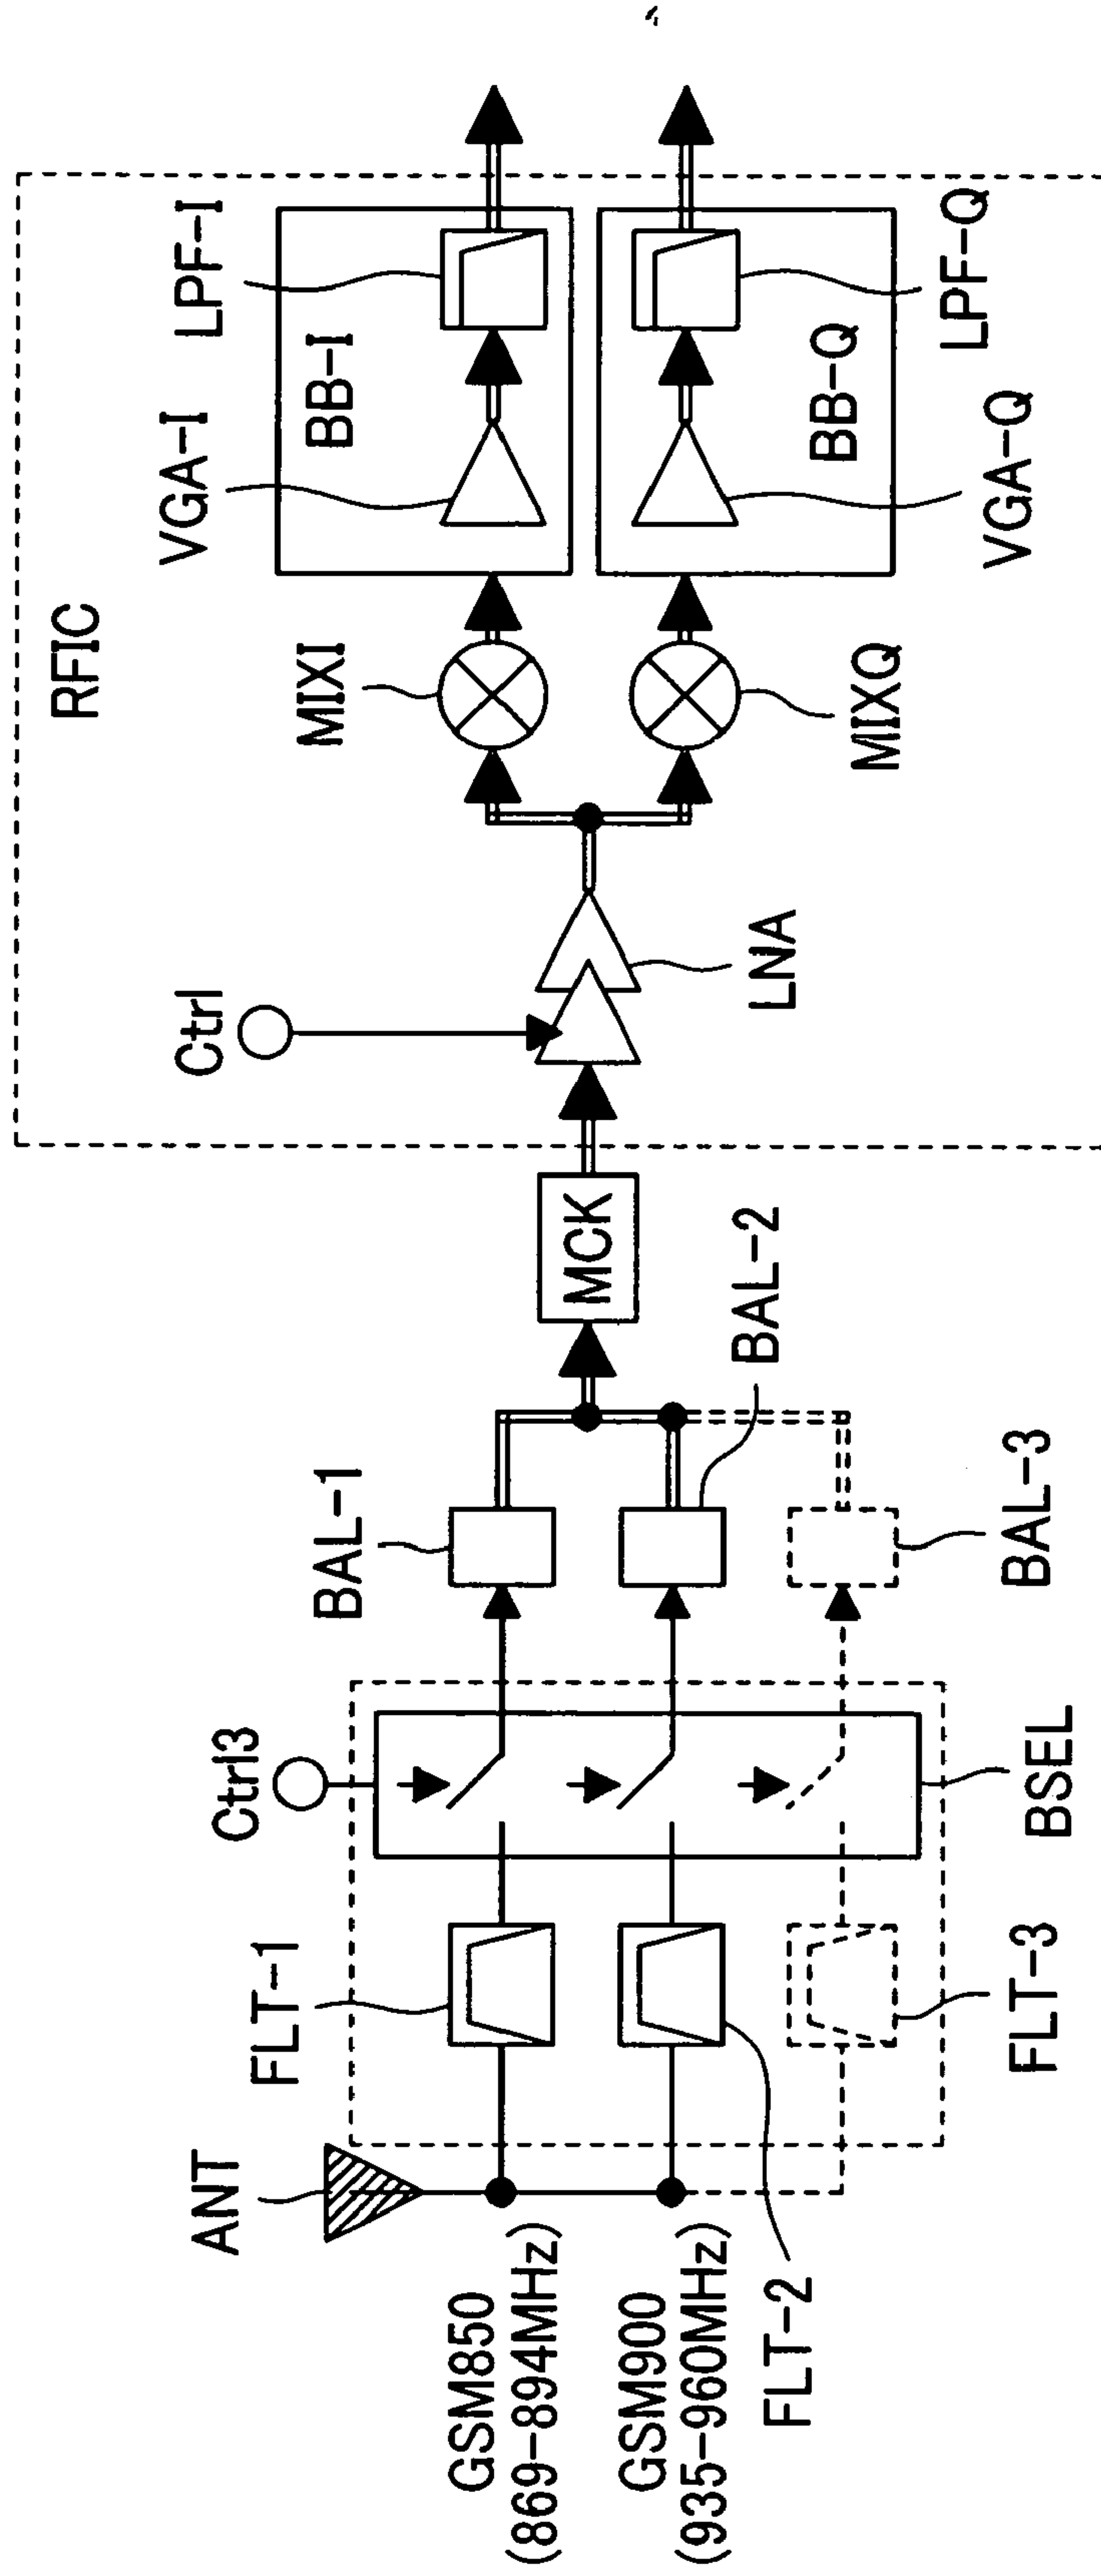 RFIC
LPF-I
VGA-I
BB-I
MIXI
Ctrl
LNA
MIXQ
BB-Q
LPF-Q
VGA-Q
MCK
BAL-1
BAL-2
BAL-3
Ctrl3
BSEL
FLT-1
FLT-3
ANT
GSM850
(869-894MHz)
GSM900
(935-960MHz)
FLT-2